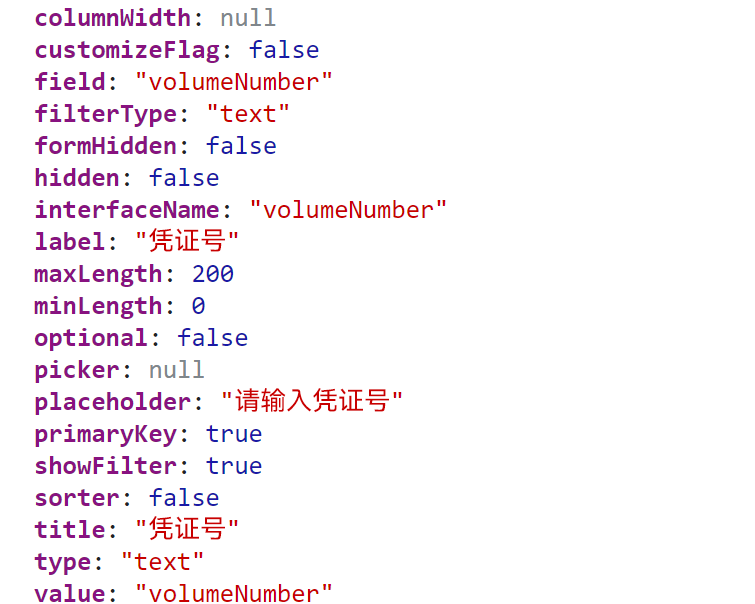 columnWidth: null
customizeFlag: false
field: "volumeNumber"
filterType: "text"
formHidden: false
hidden: false
interfaceName: "volumeNumber"
label: "凭证号"
maxLength: 200
minLength: 0
optional: false
picker: null
placeholder: "请输入凭证号"
primaryKey: true
showFilter: true
sorter: false
title: "凭证号"
type: "text"
value: "volumeNumber"